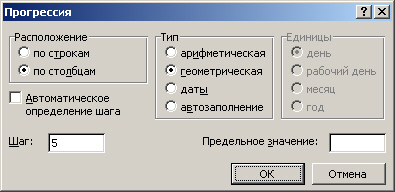 Прогрессия
Расположение
по строкам
по столбцам
Автоматическое
определение шага
Тип
арифметическая
геометрическая
даты
автозаполнение
Единицы
день
рабочий день
месяц
год
Шаг: 5
Предельное значение:
ОК
Отмена